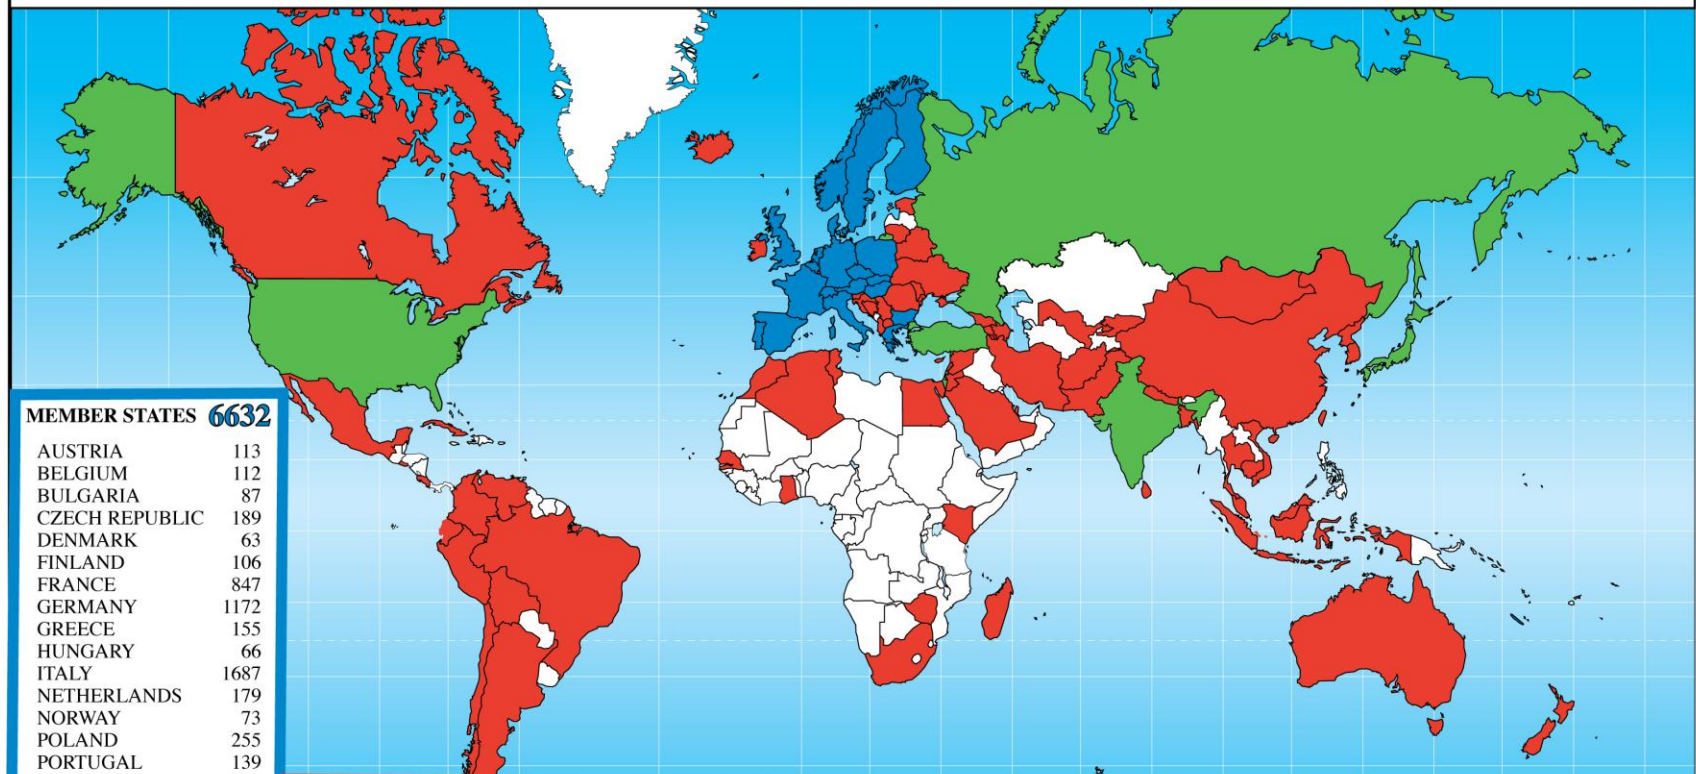 MEMBER STATES 6632
AUSTRIA 113
BELGIUM 112
BULGARIA 87
CZECH REPUBLIC 189
DENMARK 63
FINLAND 106
FRANCE 847
GERMANY 1172
GREECE 155
HUNGARY 66
ITALY 1687
NETHERLANDS 179
NORWAY 73
POLAND 255
PORTUGAL 139